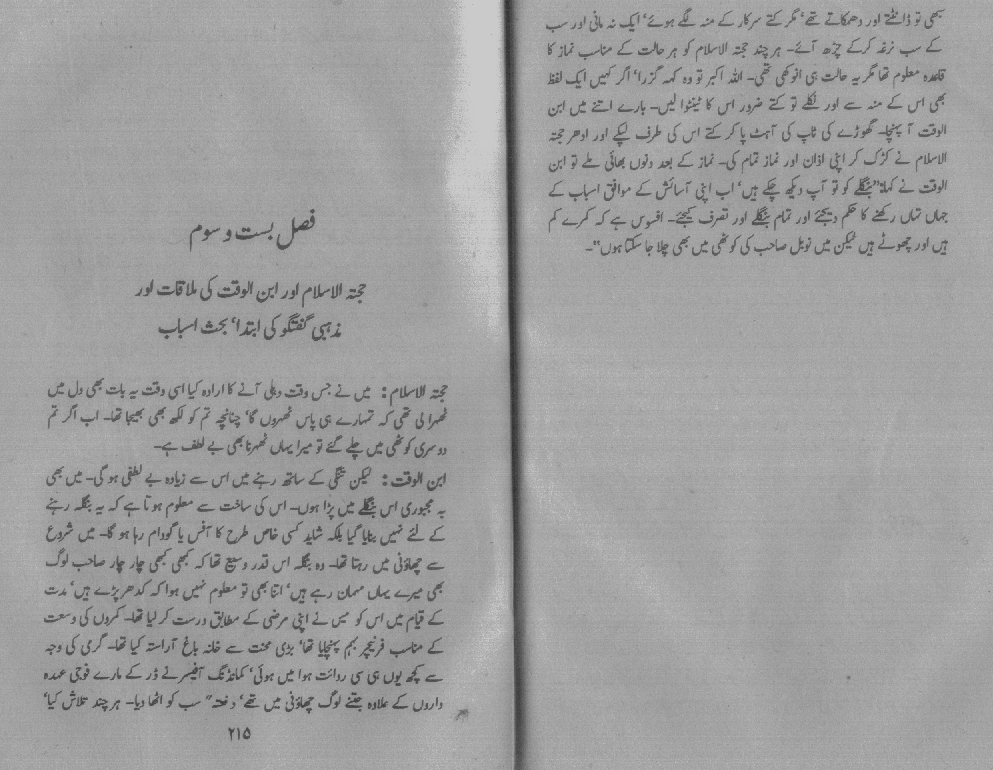 سبھی تو ڈانٹتے اور دھمکاتے تھے' مگر کتے سرکار کے منہ لگے ہوئے' ایک نہ مانی اور سب
کے سب نرغہ کرکے چڑھ آئے۔ ہر چند حجتہ الاسلام کو ہر حالت کے مناسب نماز کا
قاعدہ معلوم تھا مگر یہ حالت ہی انوکھی تھی۔ اللہ اکبر تو وہ کہہ گزرا' اگر کہیں ایک لفظ
بھی اس کے منہ سے اور نکلے تو کتے ضرور اس کا ٹینٹوا لیں۔ بارے اتنے میں ابن
الوقت آ پہنچا۔ گھوڑے کی ٹاپ کی آہٹ پا کر کتے اس کی طرف لپکے اور ادھر حجتہ
الاسلام نے کڑک کر اپنی اذان اور نماز تمام کی۔ نماز کے بعد دنوں بھائی ملے تو ابن
الوقت نے کہا:"بنگلے کو تو آپ دیکھ چکے ہیں' اب اپنی آسائش کے موافق اسباب کے
جہاں تہاں رکھنے کا حکم دیجئے اور تمام بنگلے اور تصرف کیجئے۔ افسوس ہے کہ کمرے کم
ہیں اور چھوٹے ہیں لیکن میں نوبل صاحب کی کوٹھی میں بھی چلا جا سکتا ہوں"۔
فصل بست و سوم
حجتہ الاسلام اور ابن الوقت کی ملاقات اور
مذہبی گفتگو کی ابتدا' بحث اسباب
حجتہ الاسلام: میں نے جس وقت دہلی آنے کا ارادہ کیا اسی وقت یہ بات بھی دل میں
ٹھہرا لی تھی کہ تمہارے ہی پاس ٹھہروں گا' چنانچہ تم کو لکھ بھی بھیجا تھا۔ اب اگر تم
دوسری کوٹھی میں چلے گئے تو میرا یہاں ٹھہرنا بھی بے لطف ہے۔
ابن الوقت: لیکن تنگی کے ساتھ رہنے میں اس سے زیادہ بے لطفی ہو گی۔ میں بھی
بہ مجبوری اس بنگلے میں پڑا ہوں۔ اس کی ساخت سے معلوم ہوتا ہے کہ یہ بنگلہ رہنے
کے لئے نہیں بنایا گیا بلکہ شاید کسی خاص طرح کا آفس یا گودام رہا ہو گا۔ میں شروع
سے چھاؤنی میں رہتا تھا۔ وہ بنگلہ اس قدر وسیع تھا کہ کبھی کبھی چار چار صاحب لوگ
بھی میرے یہاں مہمان رہے ہیں' اتنا بھی تو معلوم نہیں ہوا کہ کدھر پڑے ہیں' مدت
کے قیام میں اس کو میں نے اپنی مرضی کے مطابق درست کر لیا تھا۔ کمروں کی وسعت
کے مناسب فرنیچر بہم پہنچایا تھا' بڑی محنت سے خانہ باغ آراستہ کیا تھا۔ گرمی کی وجہ
سے کچھ یوں ہی سی روائت ہوا میں ہوئی' کمانڈنگ آفیسر نے ڈر کے مارے فوجی عہدہ
داروں کے علاوہ جتنے لوگ چھاؤنی میں تھے' دفعتہ" سب کو اٹھا دیا۔ ہر چند تلاش کیا'
۲۱۵